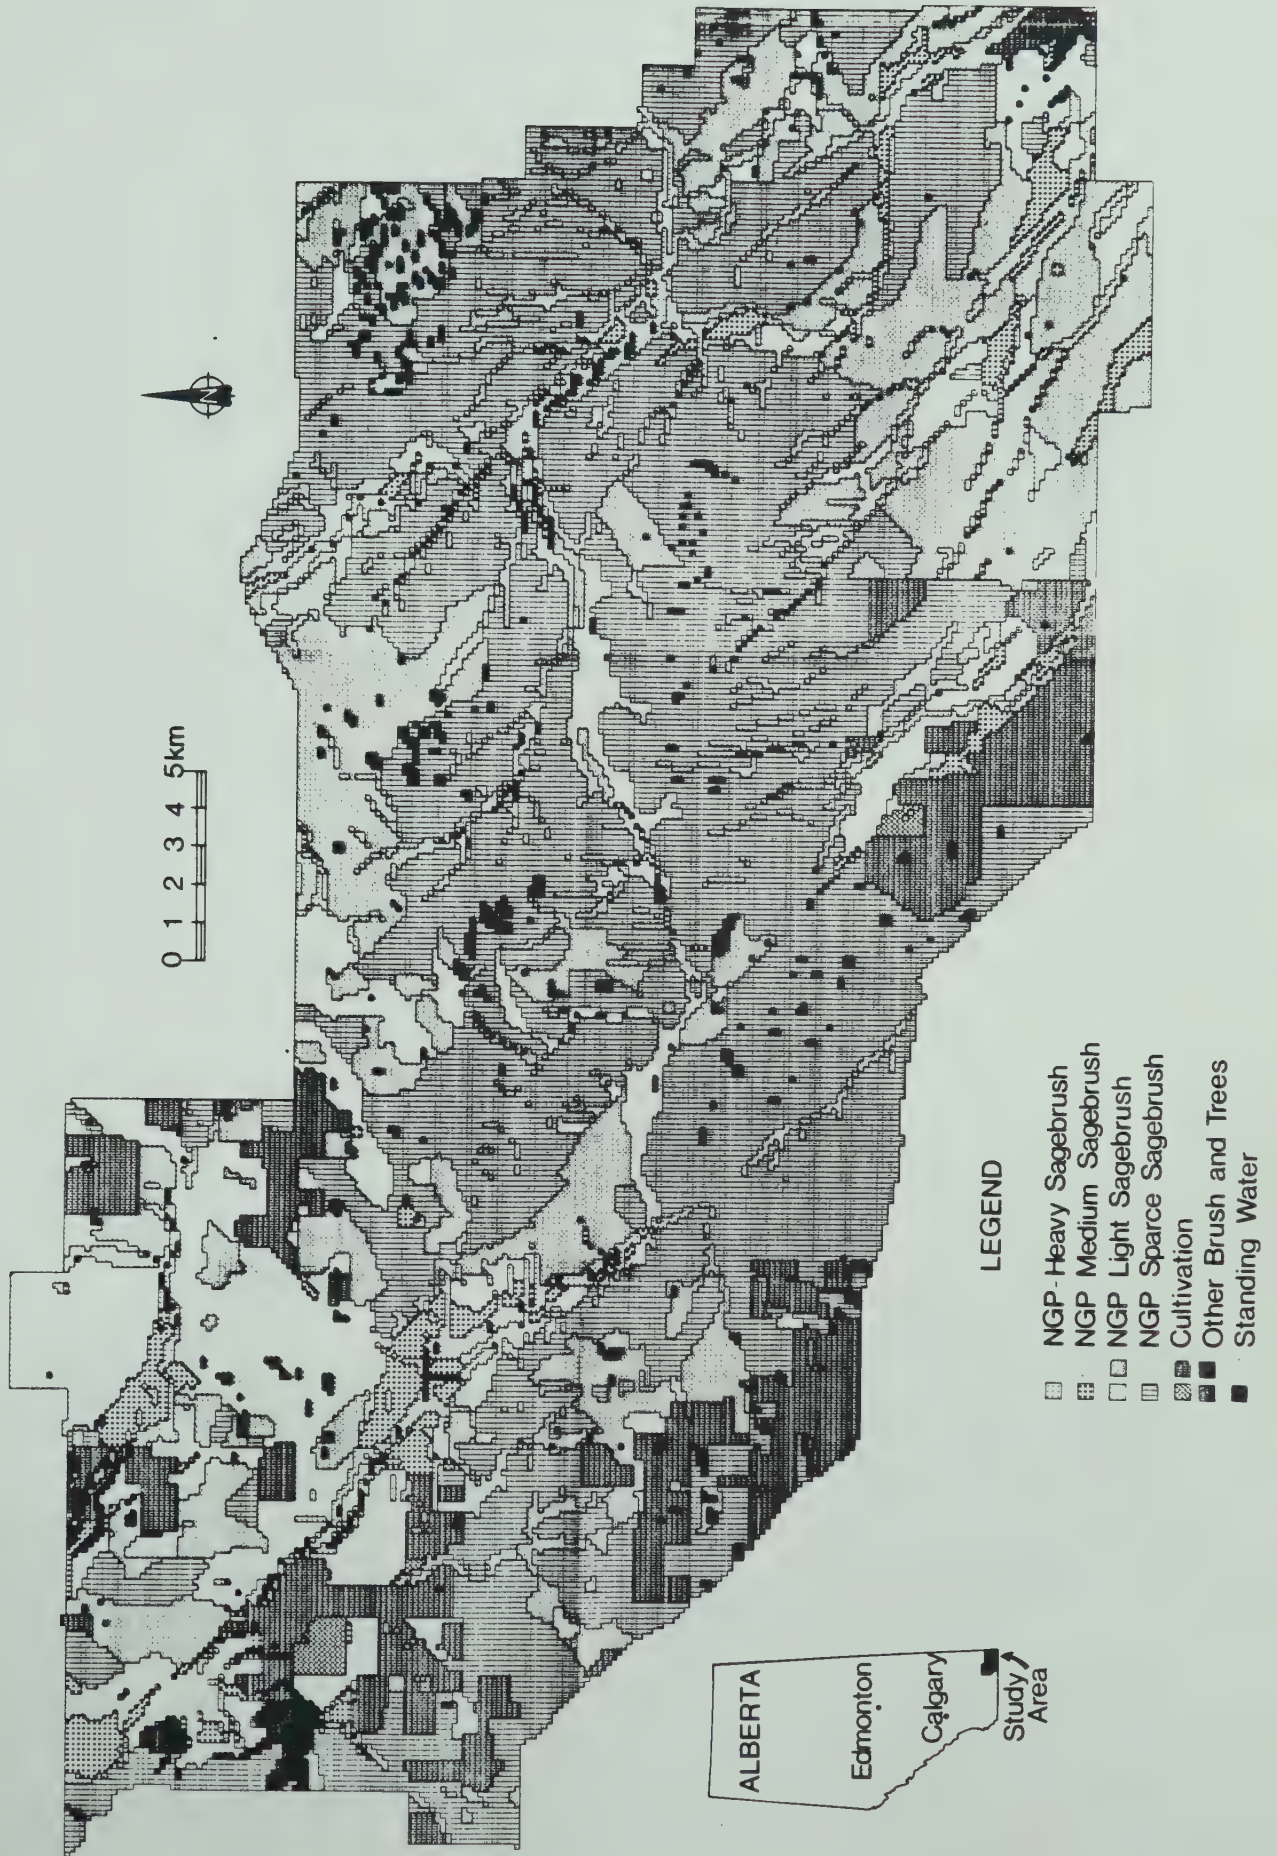 N
0 1 2 3 4 5km
LEGEND
NGP - Heavy Sagebrush
NGP Medium Sagebrush
NGP Light Sagebrush
NGP Sparce Sagebrush
Cultivation
Other Brush and Trees
Standing Water
ALBERTA
Edmonton
Calgary
Study
Area